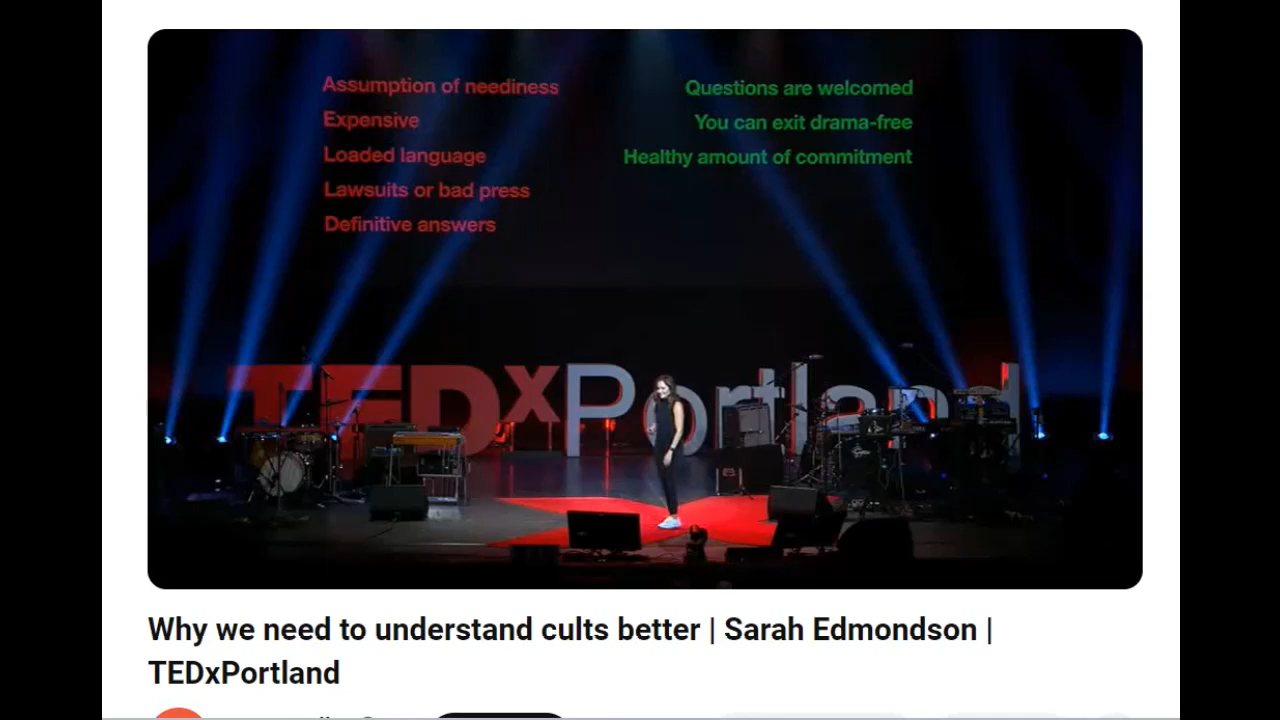 Assumption of neediness
Expensive
Loaded language
Lawsuits or bad press
Definitive answers
Questions are welcomed
You can exit drama-free
Healthy amount of commitment
TEDxPortland
Why we need to understand cults better | Sarah Edmondson |
TEDxPortland